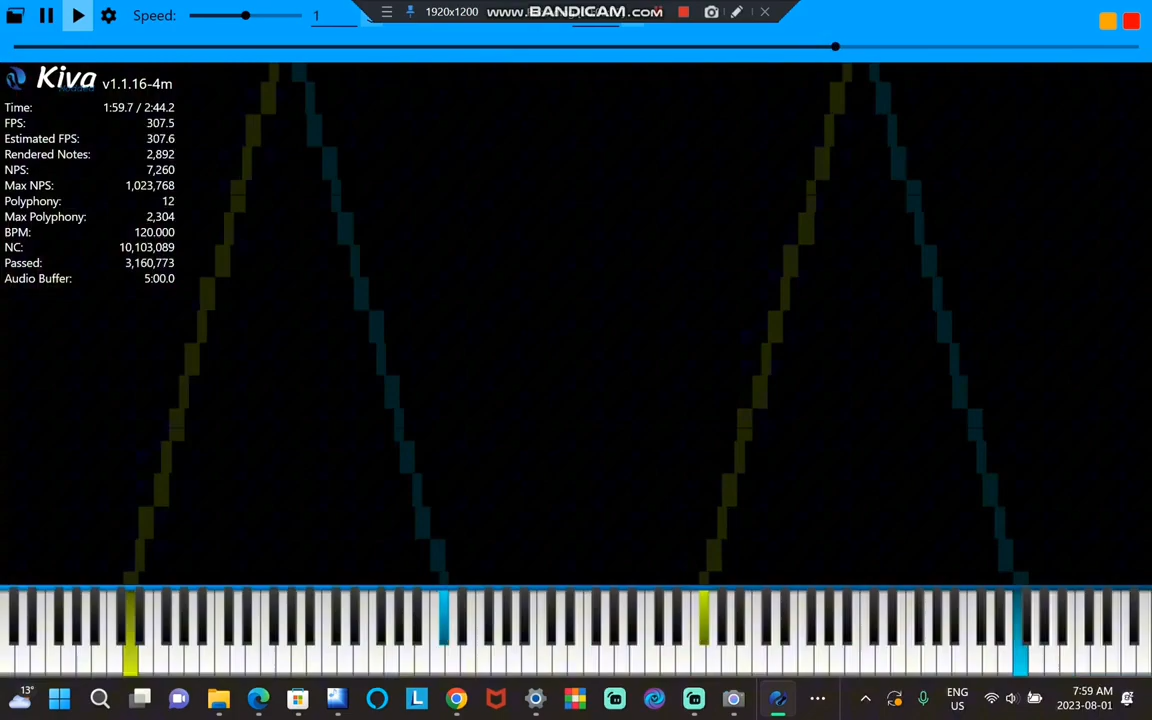 Speed: 1
1920x1200 www.BANDICAM.com
Kiva v1.1.16-4m
Time: 1:59.7 / 2:44.2
FPS: 307.5
Estimated FPS: 307.6
Rendered Notes: 2,892
NPS: 7,260
Max NPS: 1,023,768
Polyphony: 12
Max Polyphony: 2,304
BPM: 120.000
NC: 10,103,089
Passed: 3,160,773
Audio Buffer: 5:00.0
13°
L
ENG
US
7:59 AM
2023-08-01